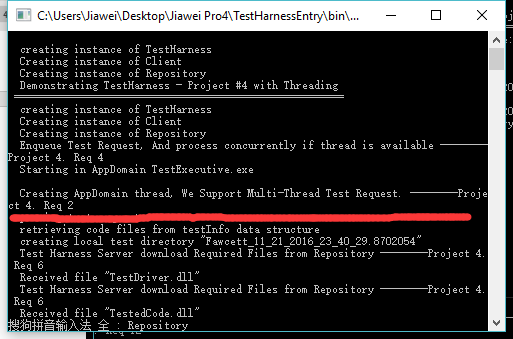 C:\Users\Jiawei\Desktop\Jiawei Pro4\TestHarnessEntry\bin\...
creating instance of TestHarness
creating instance of Client
Creating instance of Repository
Demonstrating TestHarness - Project #4 with Threading
================================================
creating instance of TestHarness
Creating instance of Client
Creating instance of Repository
Enqueue Test Request, And process concurrently if thread is available ————
Project 4. Req 4
Starting in AppDomain TestExecutive.exe
Creating AppDomain thread, We Support Multi-Thread Test Request. ————Proje
ct 4. Req 2
retrieving code files from testInfo data structure
creating local test directory "Fawcett_11_21_2016_23_40_29.8702054"
Test Harness Server download Required Files from Repository ————Project 4.
Req 6
Received file "TestDriver.dll"
Test Harness Server download Required Files from Repository ————Project 4.
Req 6
Received file "TestedCode.dll"
搜狗拼音输入法 全 : Repository